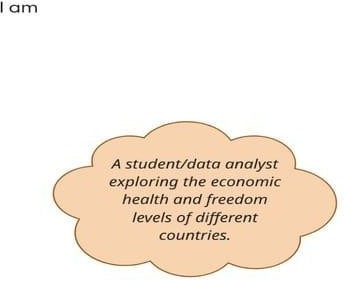 I am
A student/data analyst
exploring the economic
health and freedom
levels of different
countries.